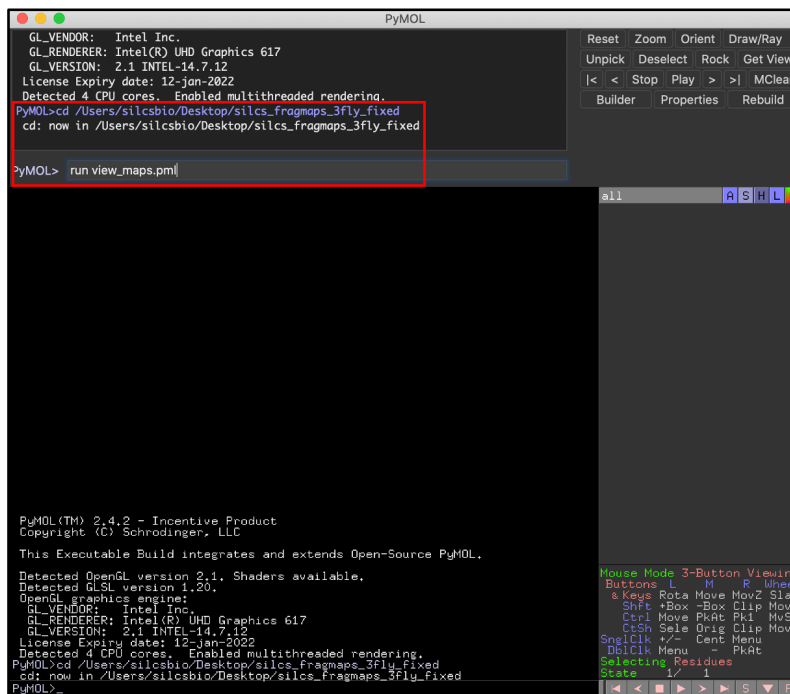 PyMOL
GL_VENDOR: Intel Inc.
GL_RENDERER: Intel(R) UHD Graphics 617
GL_VERSION: 2.1 INTEL-14.7.12
License Expiry date: 12-jan-2022
Detected 4 CPU cores. Enabled multithreaded rendering.
PyMOL>cd /Users/silcsbio/Desktop/silcs_fragmaps_3fly_fixed
cd: now in /Users/silcsbio/Desktop/silcs_fragmaps_3fly_fixed
PyMOL> run view_maps.pml
Reset Zoom Orient Draw/Ray
Unpick Deselect Rock Get View
|< < Stop Play > >| MClea
Builder Properties Rebuild
all A S H L
PyMOL(TM) 2.4.2 - Incentive Product
Copyright (C) Schrodinger, LLC
This Executable Build integrates and extends Open-Source PyMOL.
Detected OpenGL version 2.1. Shaders available.
Detected GLSL version 1.20.
OpenGL graphics engine:
GL_VENDOR: Intel Inc.
GL_RENDERER: Intel(R) UHD Graphics 617
GL_VERSION: 2.1 INTEL-14.7.12
License Expiry date: 12-jan-2022
Detected 4 CPU cores. Enabled multithreaded rendering.
PyMOL>cd /Users/silcsbio/Desktop/silcs_fragmaps_3fly_fixed
cd: now in /Users/silcsbio/Desktop/silcs_fragmaps_3fly_fixed
PyMOL>_
Mouse Mode 3-Button Viewin
Buttons L M R Whee
& Keys Rota Move MovZ Sla
Shft +Box -Box Clip Mov
Ctrl Move PkAt Pk1 MvS
CtSh Sele Orig Clip Mov
SnglClk +/- Cent Menu
DblClk Menu - PkAt
Selecting Residues
State 1/ 1
S